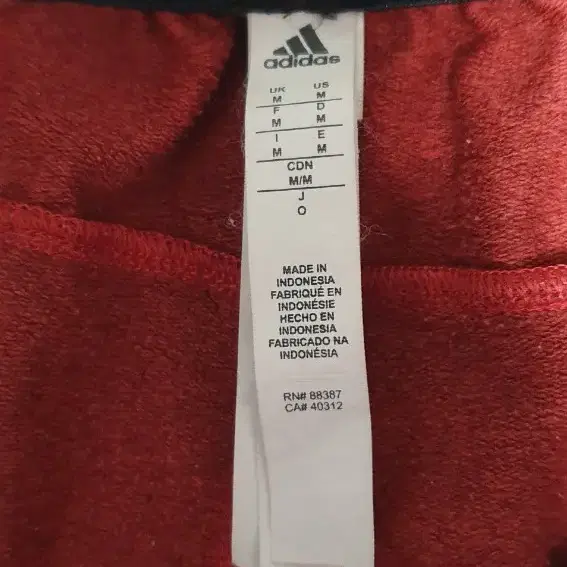 adidas
UK US
M M
F D
M M
I E
M M
CDN
M/M
J
O
MADE IN
INDONESIA
FABRIQUÉ EN
INDONÉSIE
HECHO EN
INDONESIA
FABRICADO NA
INDONÉSIA
RN# 88387
CA# 40312